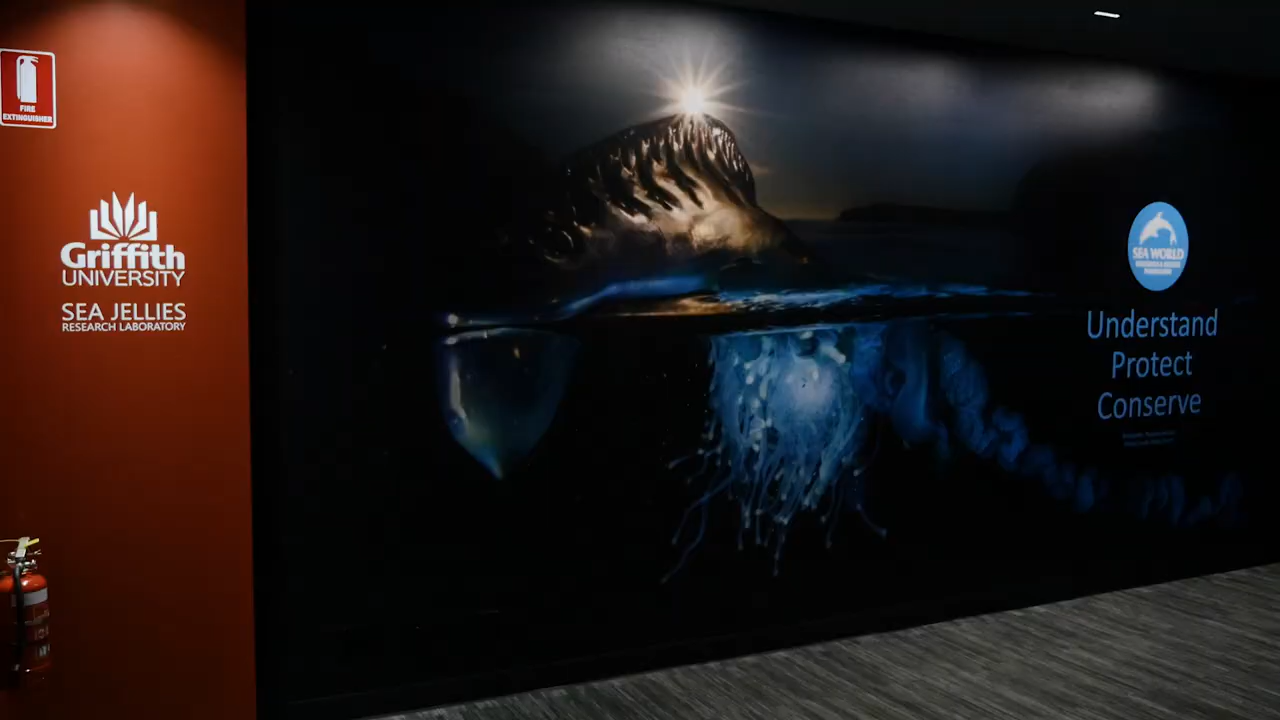 FIRE
EXTINGUISHER
Griffith
UNIVERSITY
SEA JELLIES
RESEARCH LABORATORY
SEA WORLD
Understand
Protect
Conserve